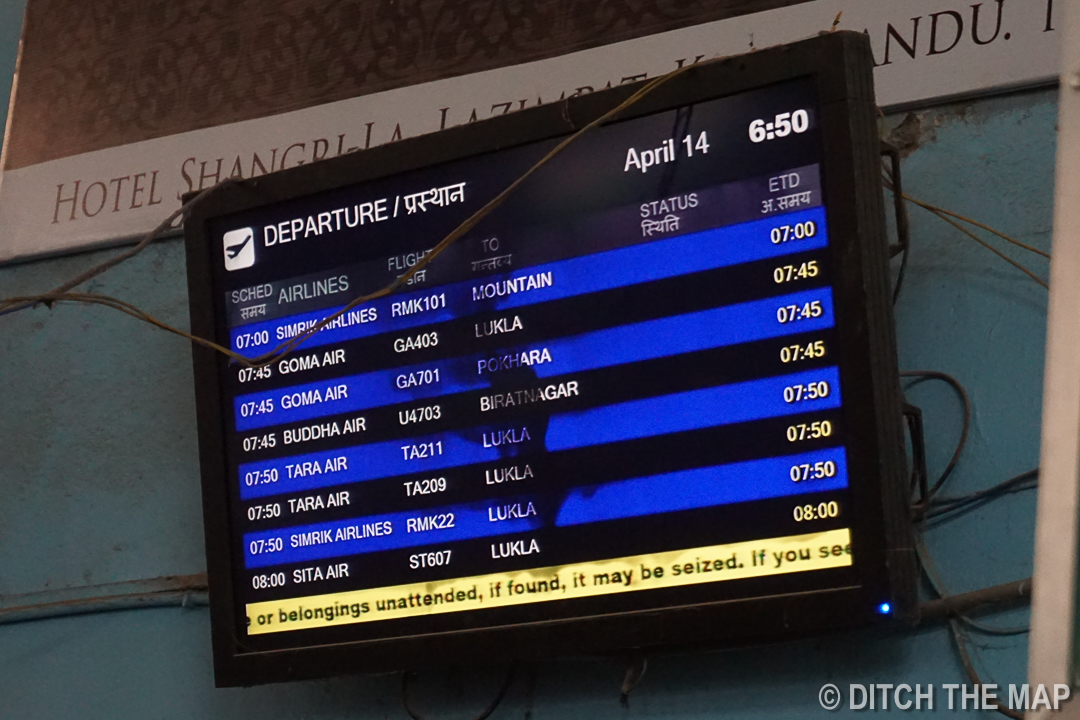 HOTEL SHANGRI-LA, LAZIMPAT, K ANDU.
DEPARTURE / प्रस्थान April 14 6:50
SCHED AIRLINES FLIGHT TO STATUS ETD
समय गन्तव्य स्थिति अ.समय
07:00 SIMRIK AIRLINES RMK101 MOUNTAIN 07:00
07:45 GOMA AIR GA403 LUKLA 07:45
07:45 GOMA AIR GA701 POKHARA 07:45
07:45 BUDDHA AIR U4703 BIRATNAGAR 07:45
07:50 TARA AIR TA211 LUKLA 07:50
07:50 TARA AIR TA209 LUKLA 07:50
07:50 SIMRIK AIRLINES RMK22 LUKLA 07:50
08:00 SITA AIR ST607 LUKLA 08:00
or belongings unattended, if found, it may be seized. If you see
© DITCH THE MAP